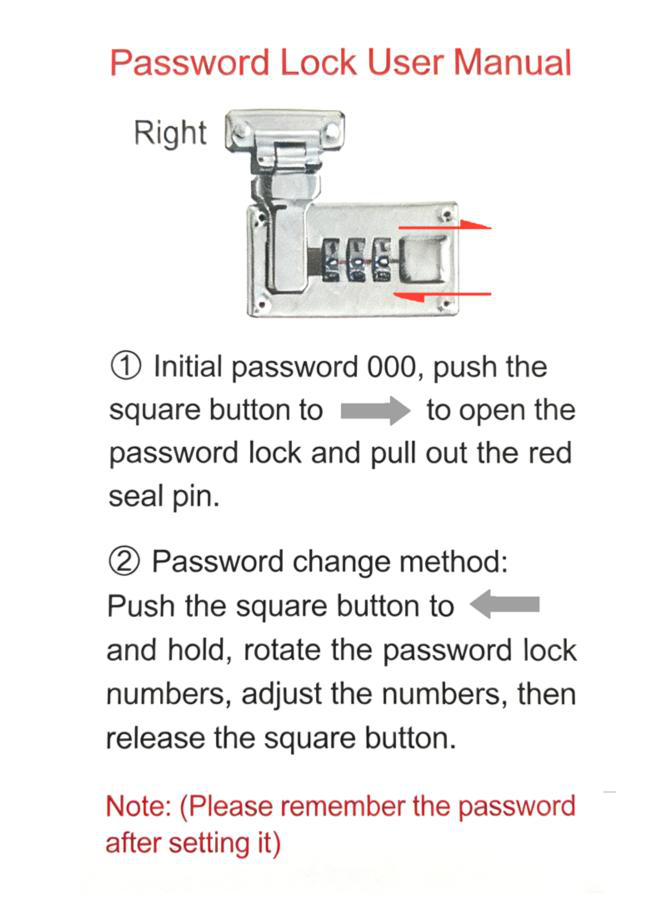 Password Lock User Manual
Right
① Initial password 000, push the
square button to ➡ to open the
password lock and pull out the red
seal pin.
② Password change method:
Push the square button to ⬅
and hold, rotate the password lock
numbers, adjust the numbers, then
release the square button.
Note: (Please remember the password
after setting it)